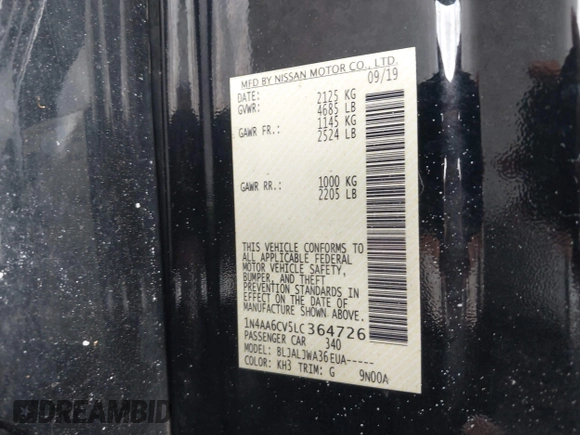 MFD BY NISSAN MOTOR CO., LTD.
DATE: 09/19
GVWR: 2125 KG
4685 LB
GAWR FR.: 1145 KG
2524 LB
GAWR RR.: 1000 KG
2205 LB
THIS VEHICLE CONFORMS TO
ALL APPLICABLE FEDERAL
MOTOR VEHICLE SAFETY,
BUMPER, AND THEFT
PREVENTION STANDARDS IN
EFFECT ON THE DATE OF
MANUFACTURE SHOWN ABOVE.
1N4AA6CV5LC364726
PASSENGER CAR 340
MODEL: BLJALJWA36EUA-----
COLOR: KH3 TRIM: G 9N00A
DREAMBID